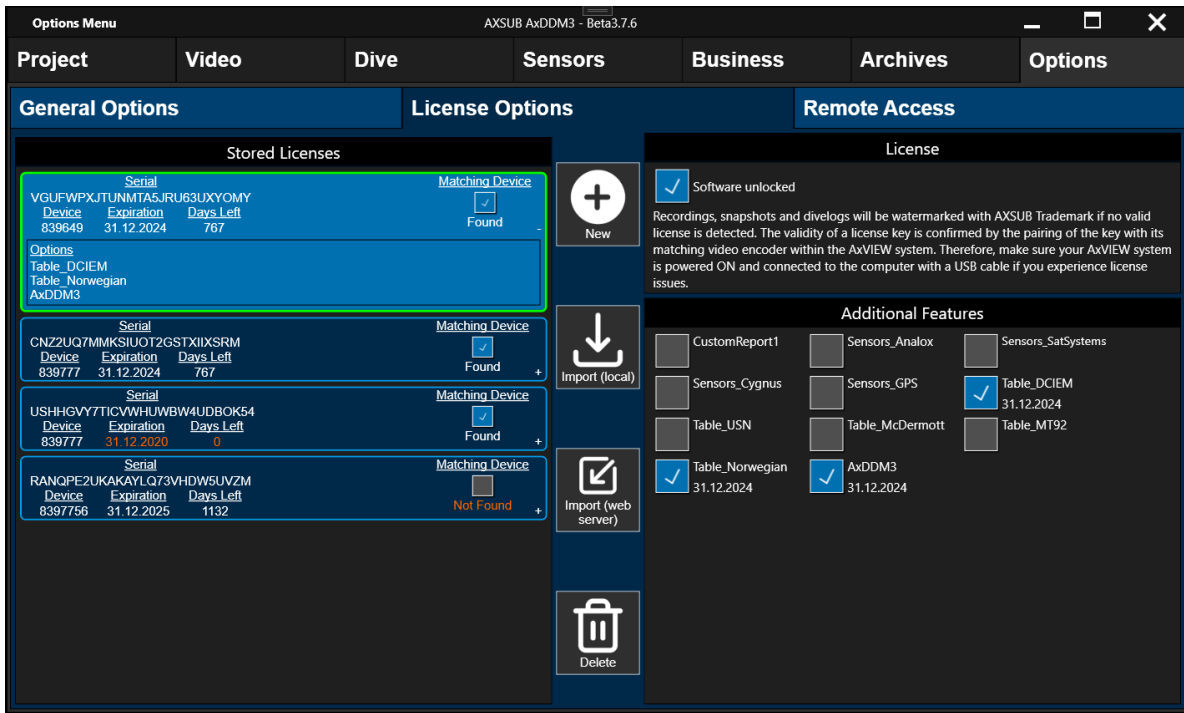 Options Menu
AXSUB AxDDM3 - Beta3.7.6
Project Video Dive Sensors Business Archives Options
General Options License Options Remote Access
Stored Licenses
Serial Matching Device
VGUFWPXJTUNMTA5JRU63UXYOMY
Device Expiration Days Left
839649 31.12.2024 767
Found
-
Options
Table_DCIEM
Table_Norwegian
AxDDM3
Serial Matching Device
CNZ2UQ7MMKSIUOT2GSTXIIXSRM
Device Expiration Days Left
839777 31.12.2024 767
Found
+
Serial Matching Device
USHHGVY7TICVWHUWBW4UDBOK54
Device Expiration Days Left
839777 31.12.2020 0
Found
+
Serial Matching Device
RANQPE2UKAKAYLQ73VHDW5UVZM
Device Expiration Days Left
8397756 31.12.2025 1132
Not Found
+
New
Import (local)
Import (web
server)
Delete
License
Software unlocked
Recordings, snapshots and divelogs will be watermarked with AXSUB Trademark if no valid
license is detected. The validity of a license key is confirmed by the pairing of the key with its
matching video encoder within the AxVIEW system. Therefore, make sure your AxVIEW system
is powered ON and connected to the computer with a USB cable if you experience license
issues.
Additional Features
CustomReport1 Sensors_Analox Sensors_SatSystems
Sensors_Cygnus Sensors_GPS Table_DCIEM
31.12.2024
Table_USN Table_McDermott Table_MT92
Table_Norwegian AxDDM3
31.12.2024 31.12.2024